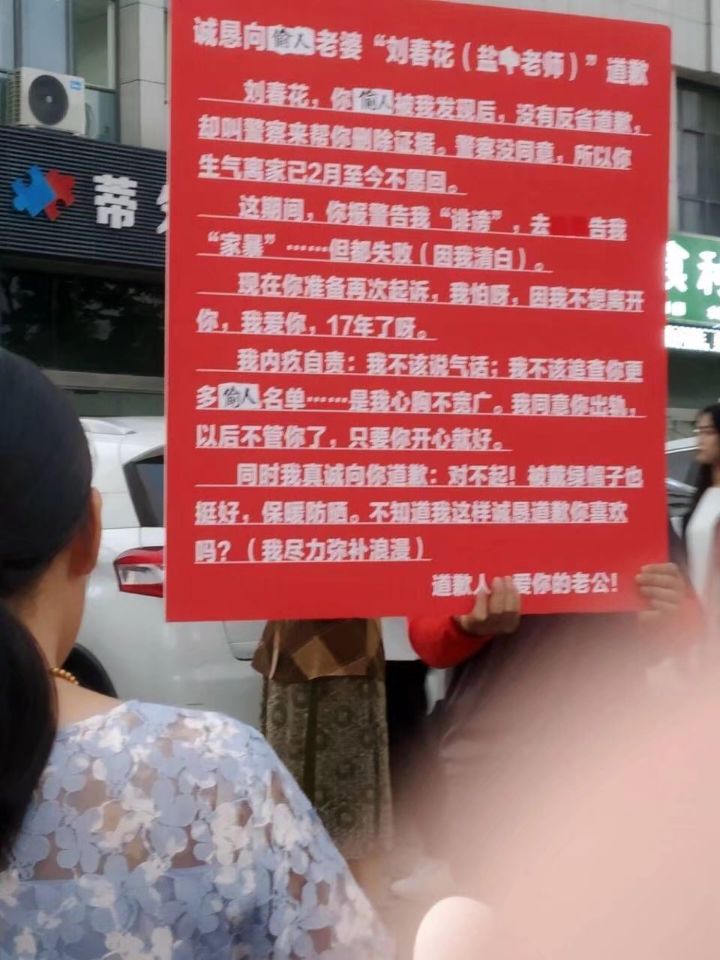 诚恳向偷人老婆“刘春花（盐中老师）”道歉
刘春花，你偷人被我发现后，没有反省道歉，
却叫警察来帮你删除证据。警察没同意，所以你
生气离家已2月至今不愿回。
这期间，你报警告我“诽谤”，去 告我
“家暴”……但都失败（因我清白）。
现在你准备再次起诉，我怕呀，因我不想离开
你，我爱你，17年了呀。
我内疚自责：我不该说气话；我不该追查你更
多偷人名单……是我心胸不宽广。我同意你出轨，
以后不管你了，只要你开心就好。
同时我真诚向你道歉：对不起！被戴绿帽子也
挺好，保暖防晒。不知道我这样诚恳道歉你喜欢
吗？（我尽力弥补浪漫）
道歉人 爱你的老公！
蒂